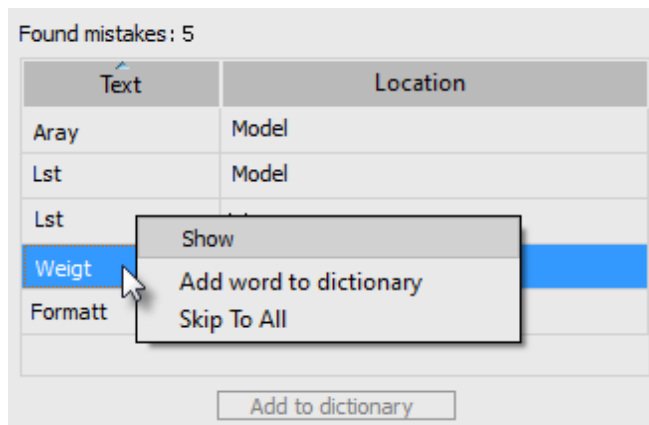 Found mistakes: 5
Text Location
Aray Model
Lst Model
Lst
Show
Weigt
Add word to dictionary
Formatt
Skip To All
Add to dictionary